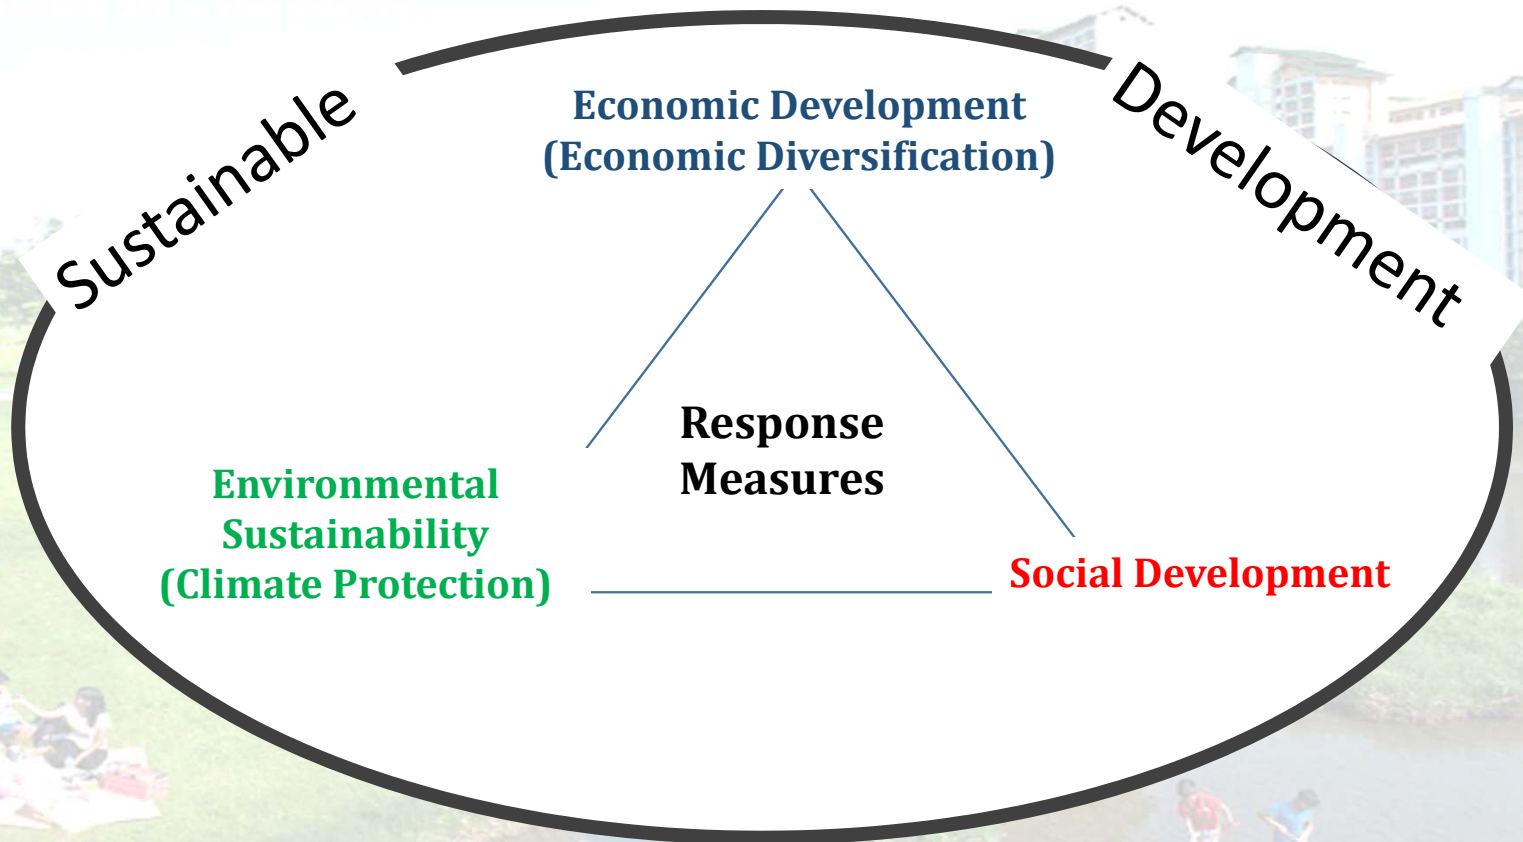 Sustainable
Development
Economic Development
(Economic Diversification)
Response
Measures
Environmental
Sustainability
(Climate Protection)
Social Development